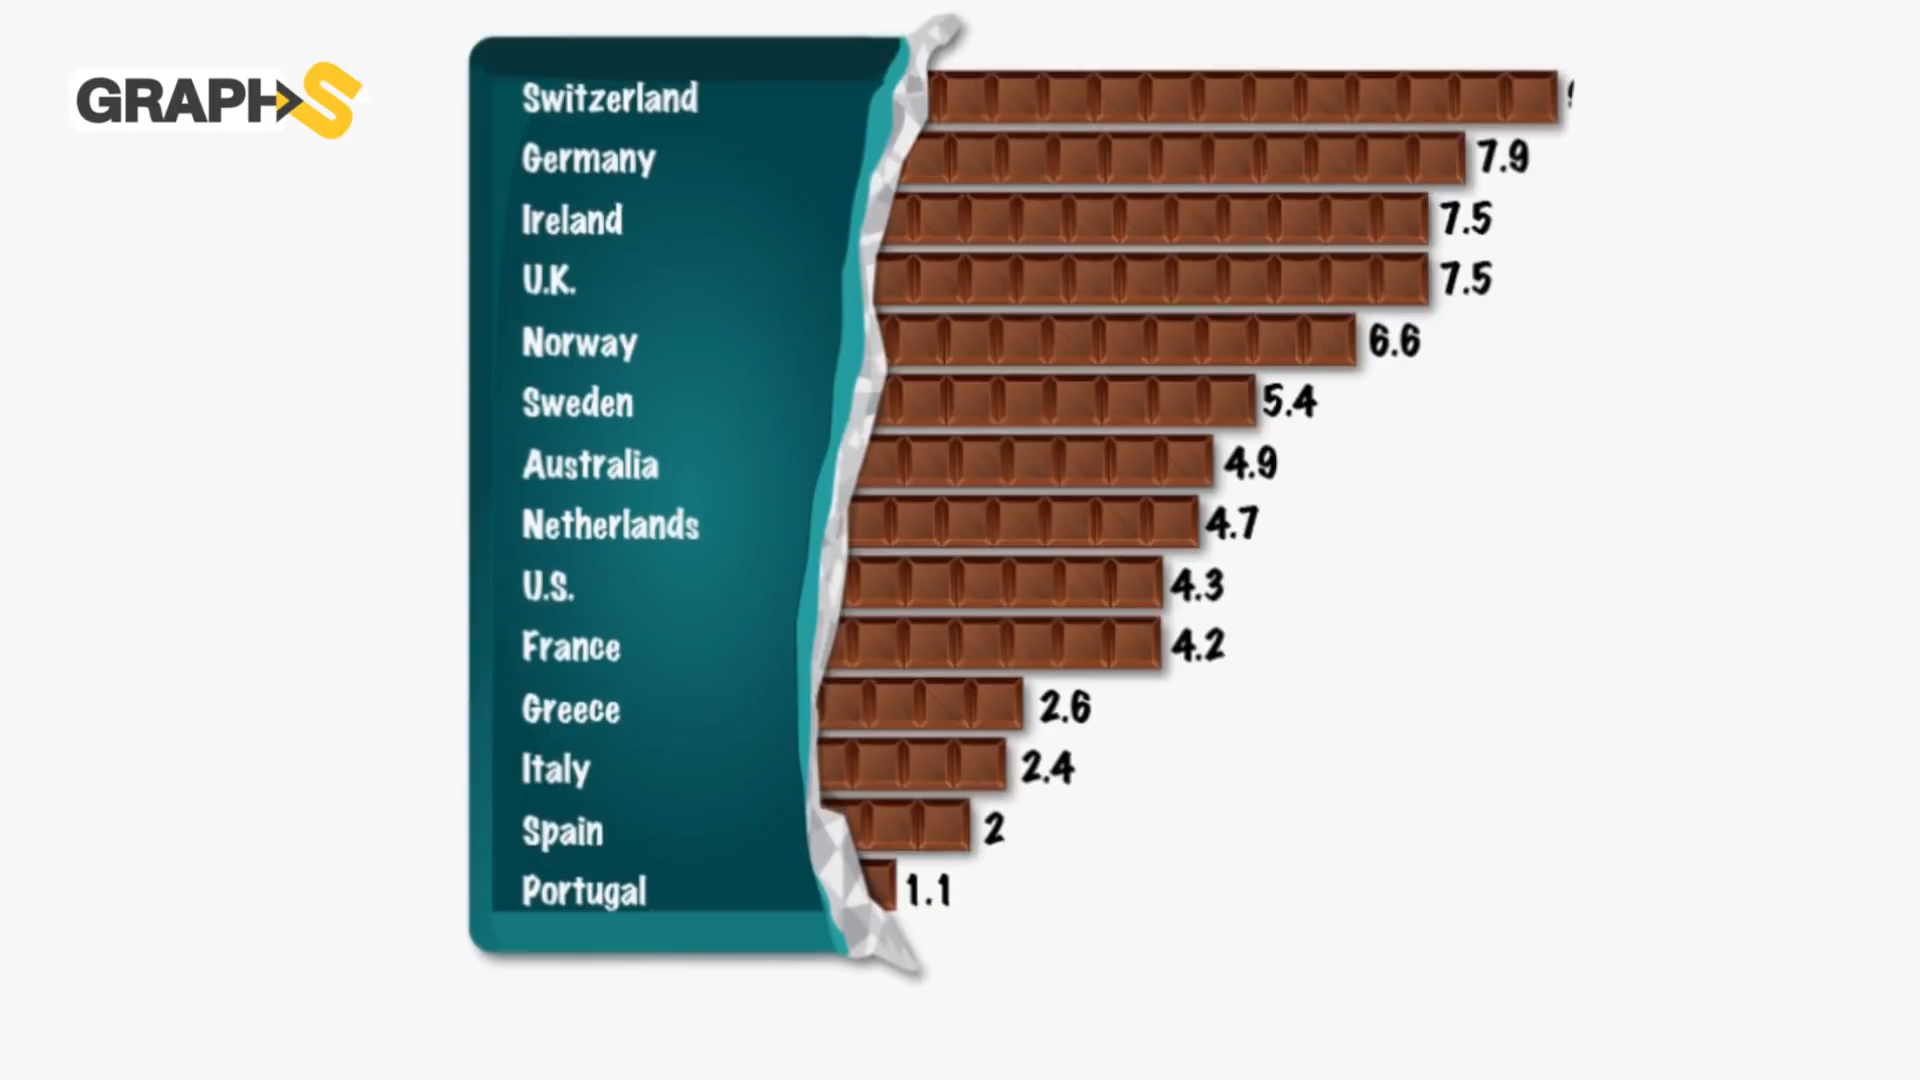 GRAPHS
Switzerland
Germany 7.9
Ireland 7.5
U.K. 7.5
Norway 6.6
Sweden 5.4
Australia 4.9
Netherlands 4.7
U.S. 4.3
France 4.2
Greece 2.6
Italy 2.4
Spain 2
Portugal 1.1